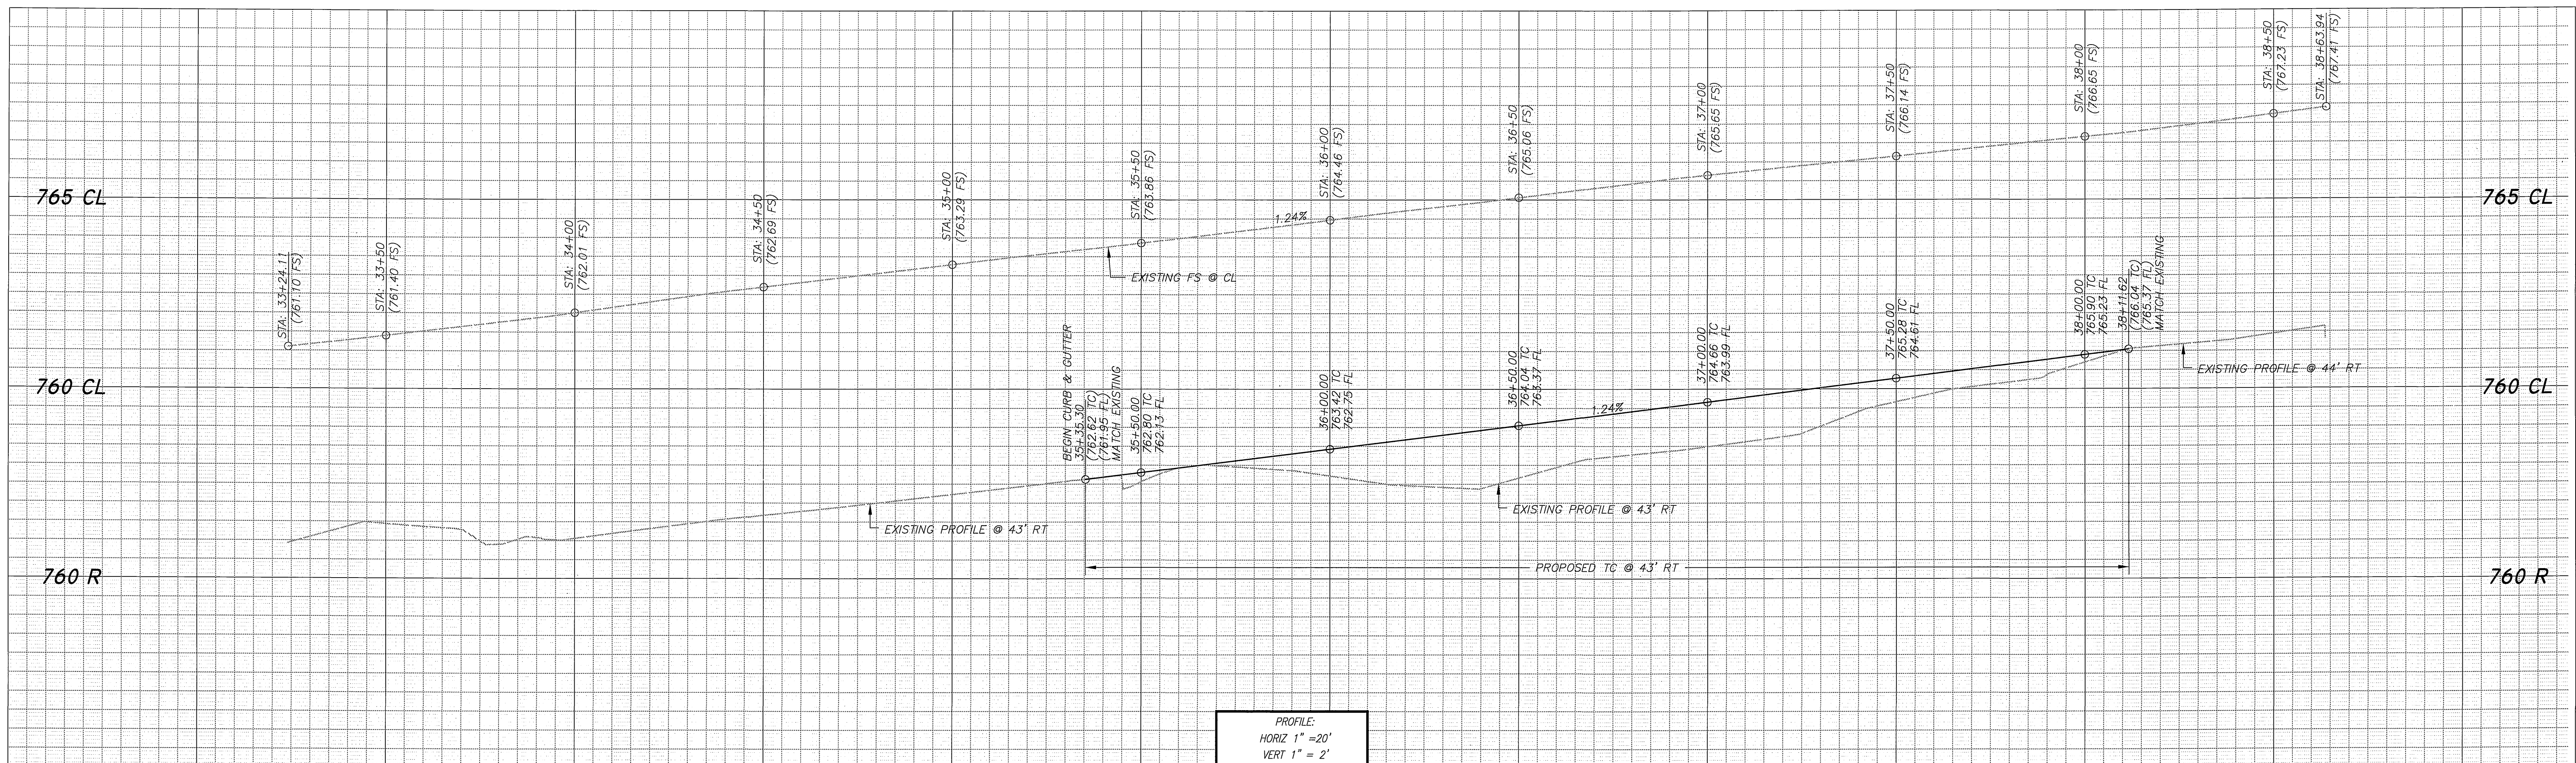 765 CL
760 CL
760 R
STA: 33+24.11
(761.10 FS)
STA: 33+50
(761.40 FS)
STA: 34+00
(762.01 FS)
STA: 34+50
(762.69 FS)
STA: 35+00
(763.29 FS)
STA: 35+50
(763.86 FS)
STA: 36+00
(764.46 FS)
STA: 36+50
(765.06 FS)
STA: 37+00
(765.65 FS)
STA: 37+50
(766.14 FS)
STA: 38+00
(766.65 FS)
STA: 38+50
(767.23 FS)
STA: 38+63.94
(767.41 FS)
1.24%
EXISTING FS @ CL
BEGIN CURB & GUTTER
35+35.30
(762.62 TC)
(761.95 FL)
MATCH EXISTING
35+50.00
762.80 TC
762.13 FL
36+00.00
763.42 TC
762.75 FL
36+50.00
764.04 TC
763.37 FL
1.24%
37+00.00
764.66 TC
763.99 FL
37+50.00
765.28 TC
764.61 FL
38+00.00
765.90 TC
765.23 FL
38+11.62
(766.04 TC)
(765.37 FL)
MATCH EXISTING
EXISTING PROFILE @ 44' RT
EXISTING PROFILE @ 43' RT
EXISTING PROFILE @ 43' RT
PROPOSED TC @ 43' RT
765 CL
760 CL
760 R
PROFILE:
HORIZ 1" =20'
VERT 1" = 2'